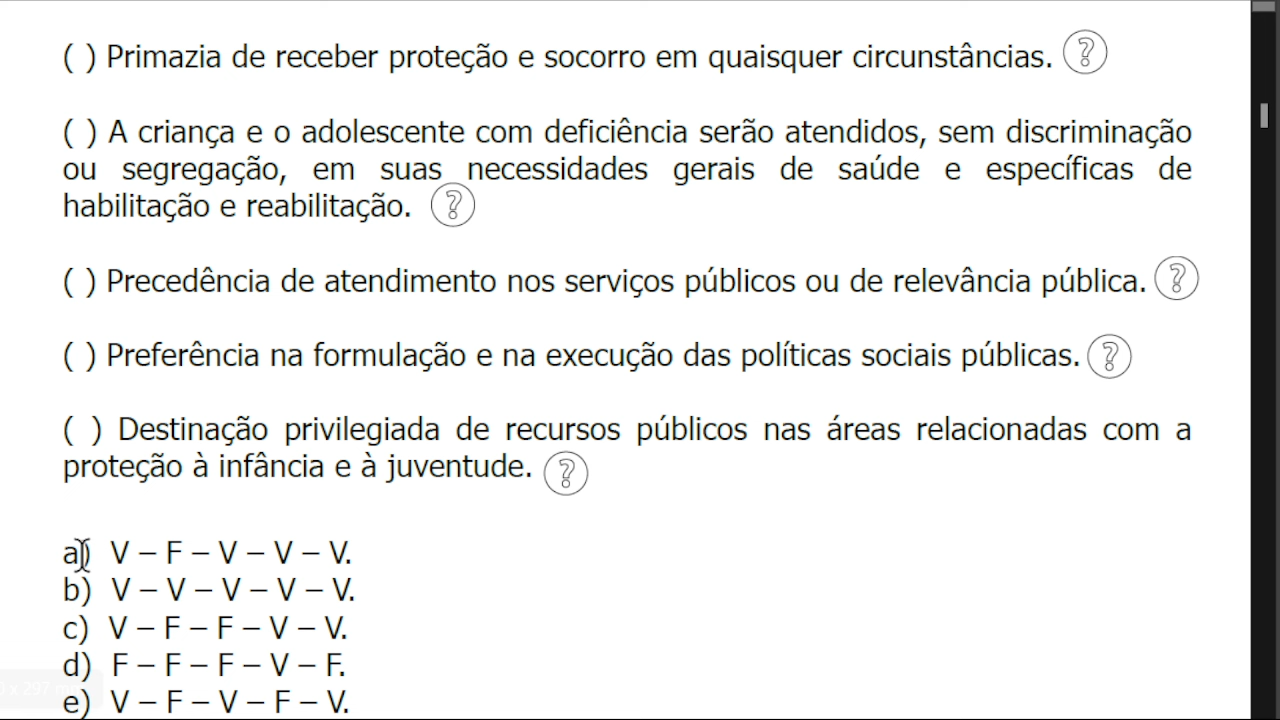 ( ) Primazia de receber proteção e socorro em quaisquer circunstâncias. ?
( ) A criança e o adolescente com deficiência serão atendidos, sem discriminação
ou segregação, em suas necessidades gerais de saúde e específicas de
habilitação e reabilitação. ?
( ) Precedência de atendimento nos serviços públicos ou de relevância pública. ?
( ) Preferência na formulação e na execução das políticas sociais públicas. ?
( ) Destinação privilegiada de recursos públicos nas áreas relacionadas com a
proteção à infância e à juventude. ?
a) V – F – V – V – V.
b) V – V – V – V – V.
c) V – F – F – V – V.
d) F – F – F – V – F.
e) V – F – V – F – V.